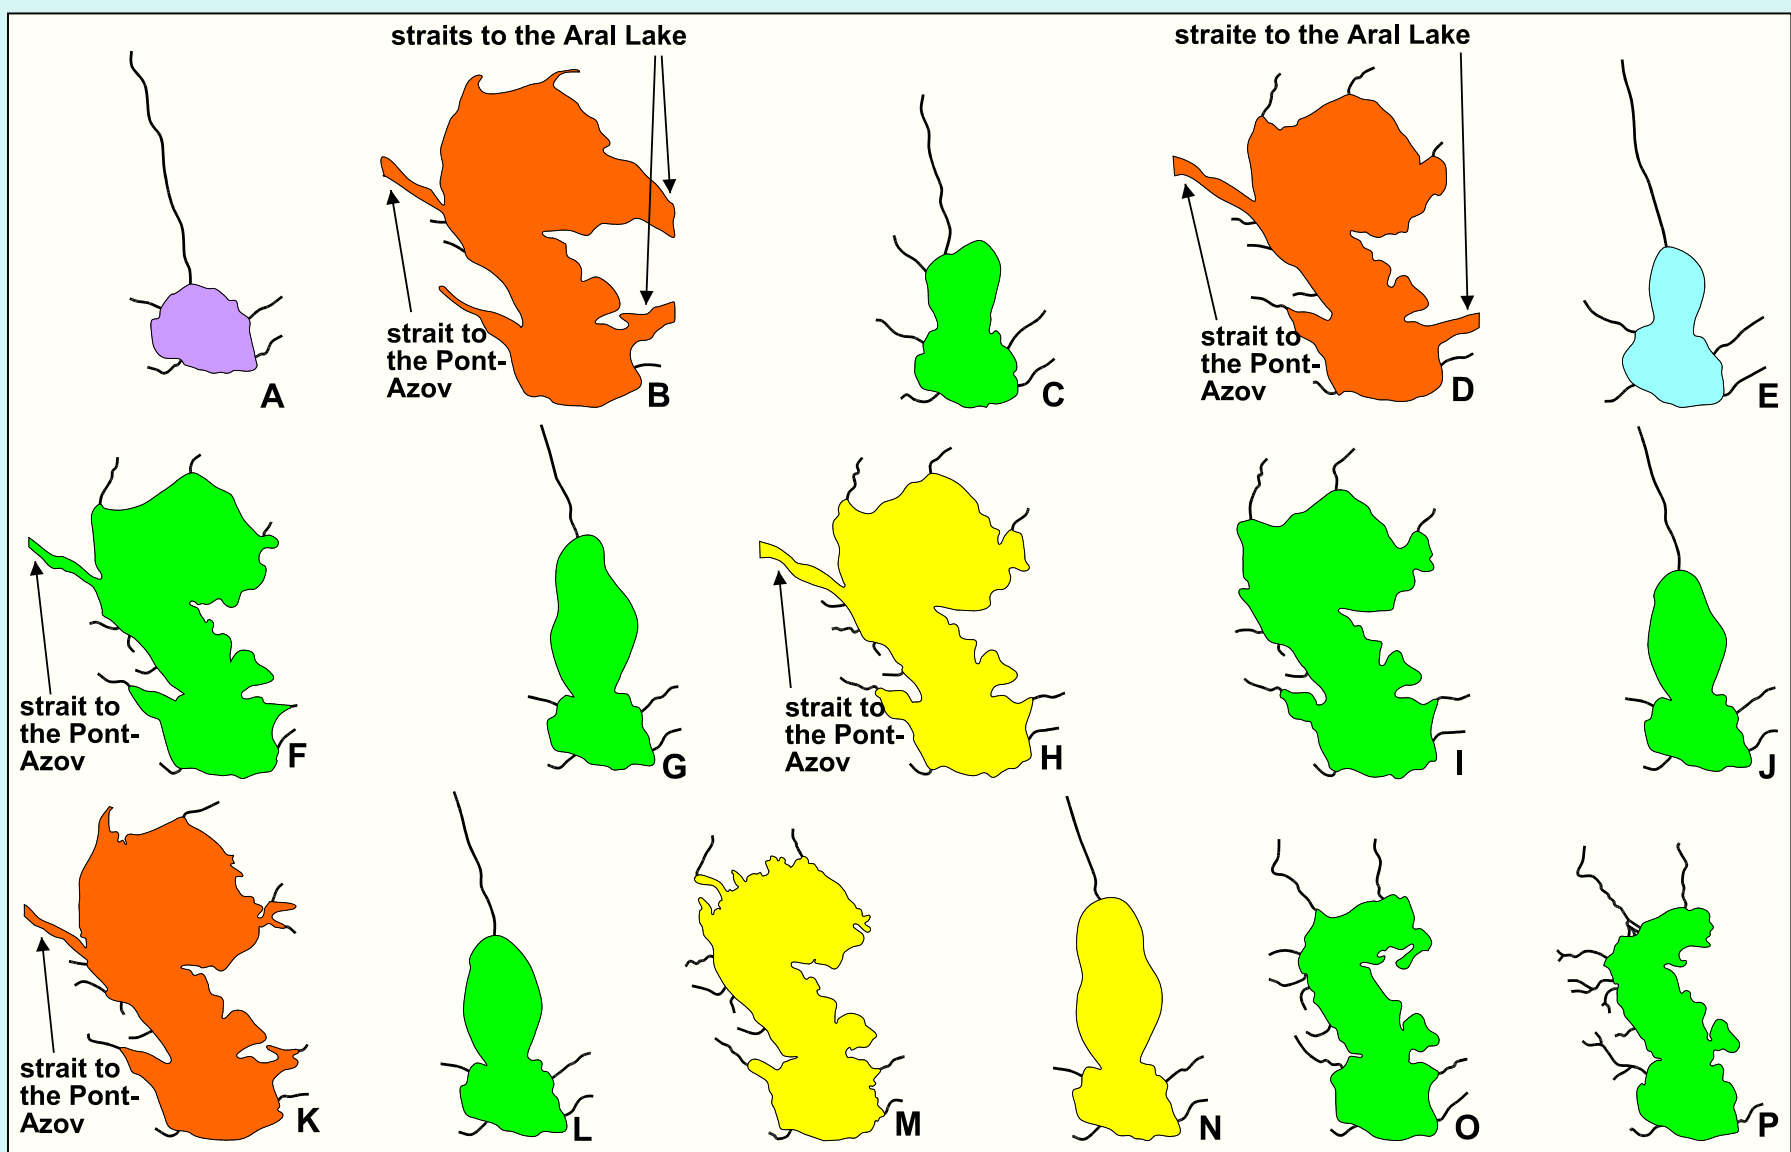 straits to the Aral Lake
straite to the Aral Lake
strait to
the Pont-
Azov
strait to
the Pont-
Azov
A
B
C
D
E
strait to
the Pont-
Azov
strait to
the Pont-
Azov
F
G
H
I
J
strait to
the Pont-
Azov
K
L
M
N
O
P